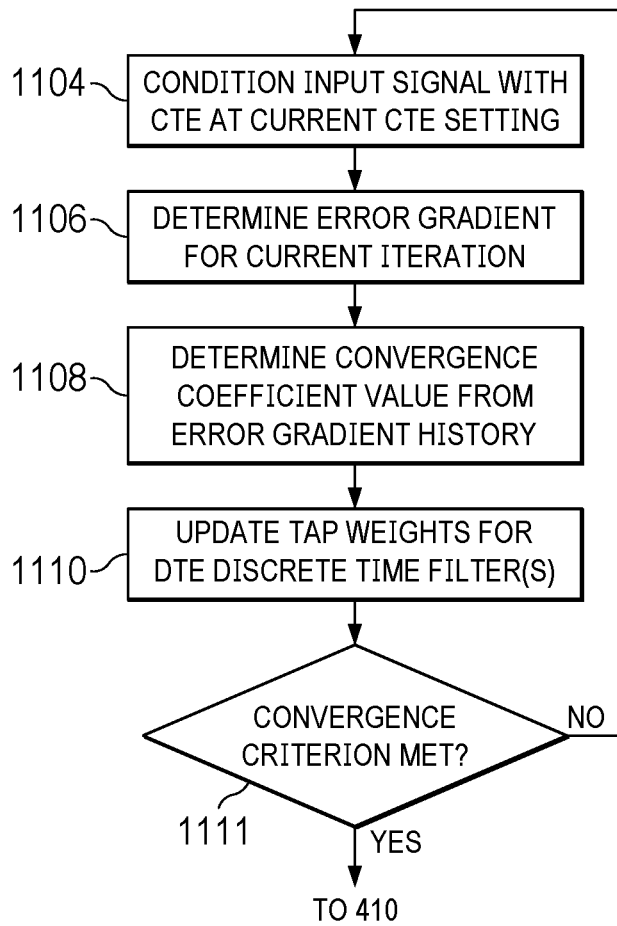 1104
CONDITION INPUT SIGNAL WITH
CTE AT CURRENT CTE SETTING
1106
DETERMINE ERROR GRADIENT
FOR CURRENT ITERATION
1108
DETERMINE CONVERGENCE
COEFFICIENT VALUE FROM
ERROR GRADIENT HISTORY
1110
UPDATE TAP WEIGHTS FOR
DTE DISCRETE TIME FILTER(S)
CONVERGENCE
CRITERION MET?
NO
1111
YES
TO 410